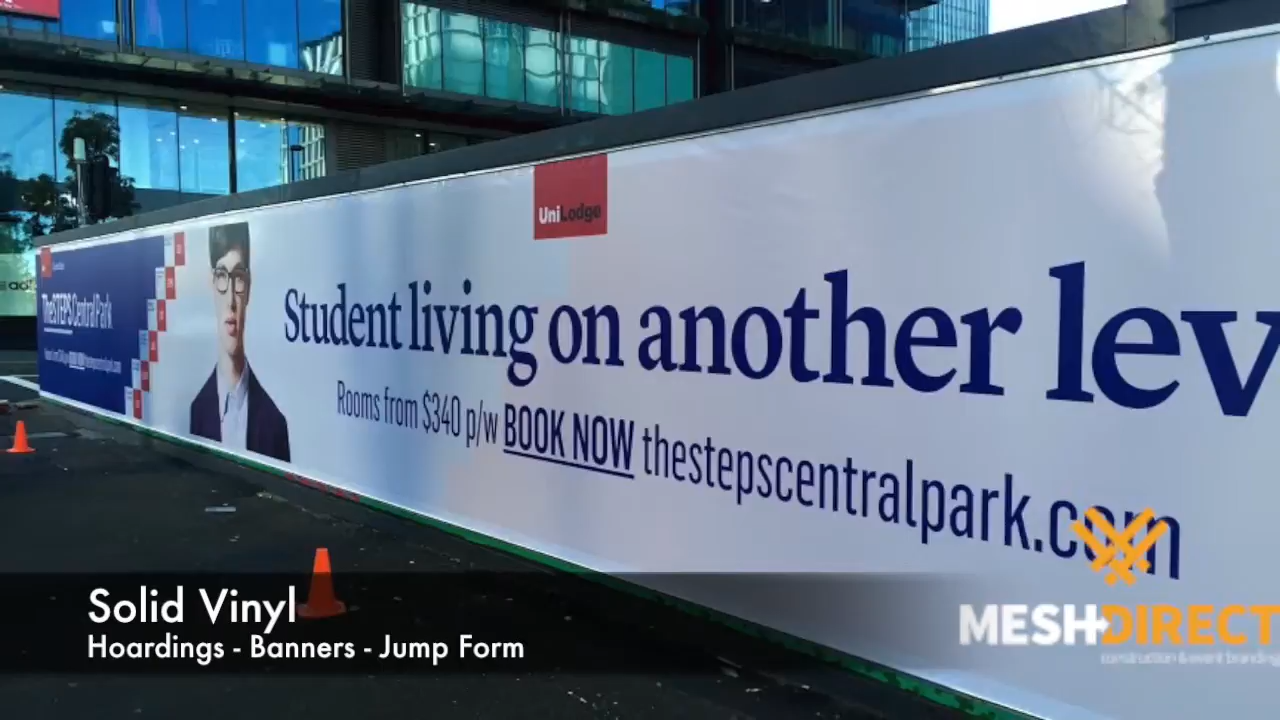 UniLodge
TheSTEPSCentralPark
Student living on another lev
Rooms from $340 p/w BOOK NOW thestepscentralpark.com
Solid Vinyl
Hoardings - Banners - Jump Form
MESHDIRECT
construction & event branding